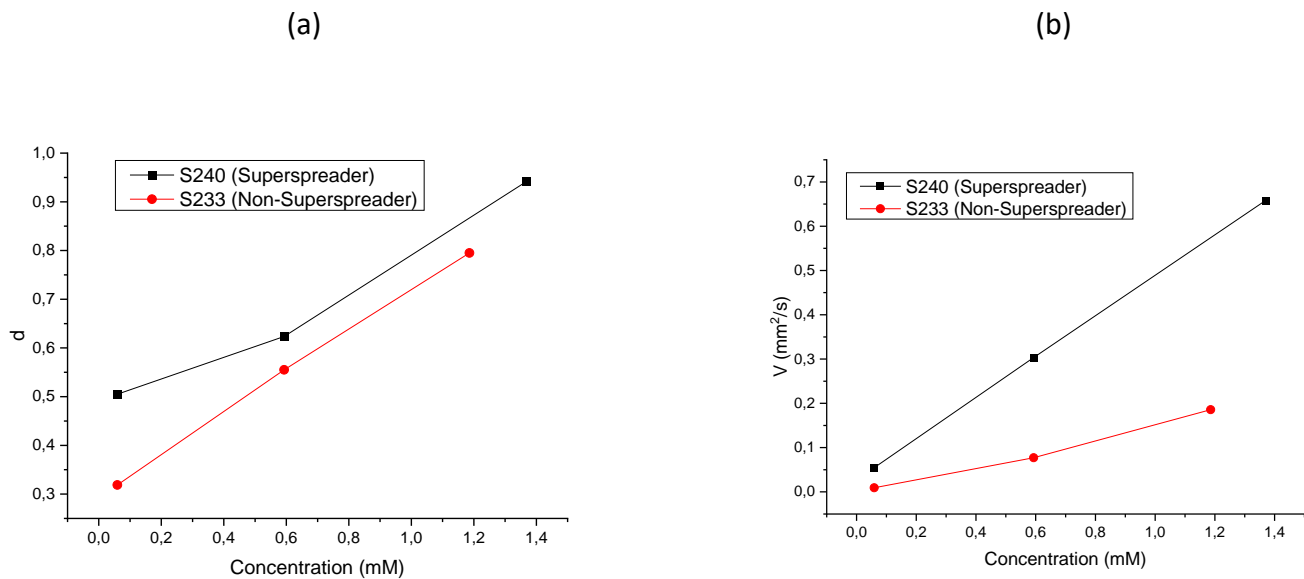 (a)
(b)
S240 (Superspreader)
S233 (Non-Superspreader)
1,0
0,9
0,8
0,7
0,6
0,5
0,4
0,3
d
0,0 0,2 0,4 0,6 0,8 1,0 1,2 1,4
Concentration (mM)
S240 (Superspreader)
S233 (Non-Superspreader)
0,7
0,6
0,5
0,4
0,3
0,2
0,1
0,0
V (mm²/s)
0,0 0,2 0,4 0,6 0,8 1,0 1,2 1,4
Concentration (mM)